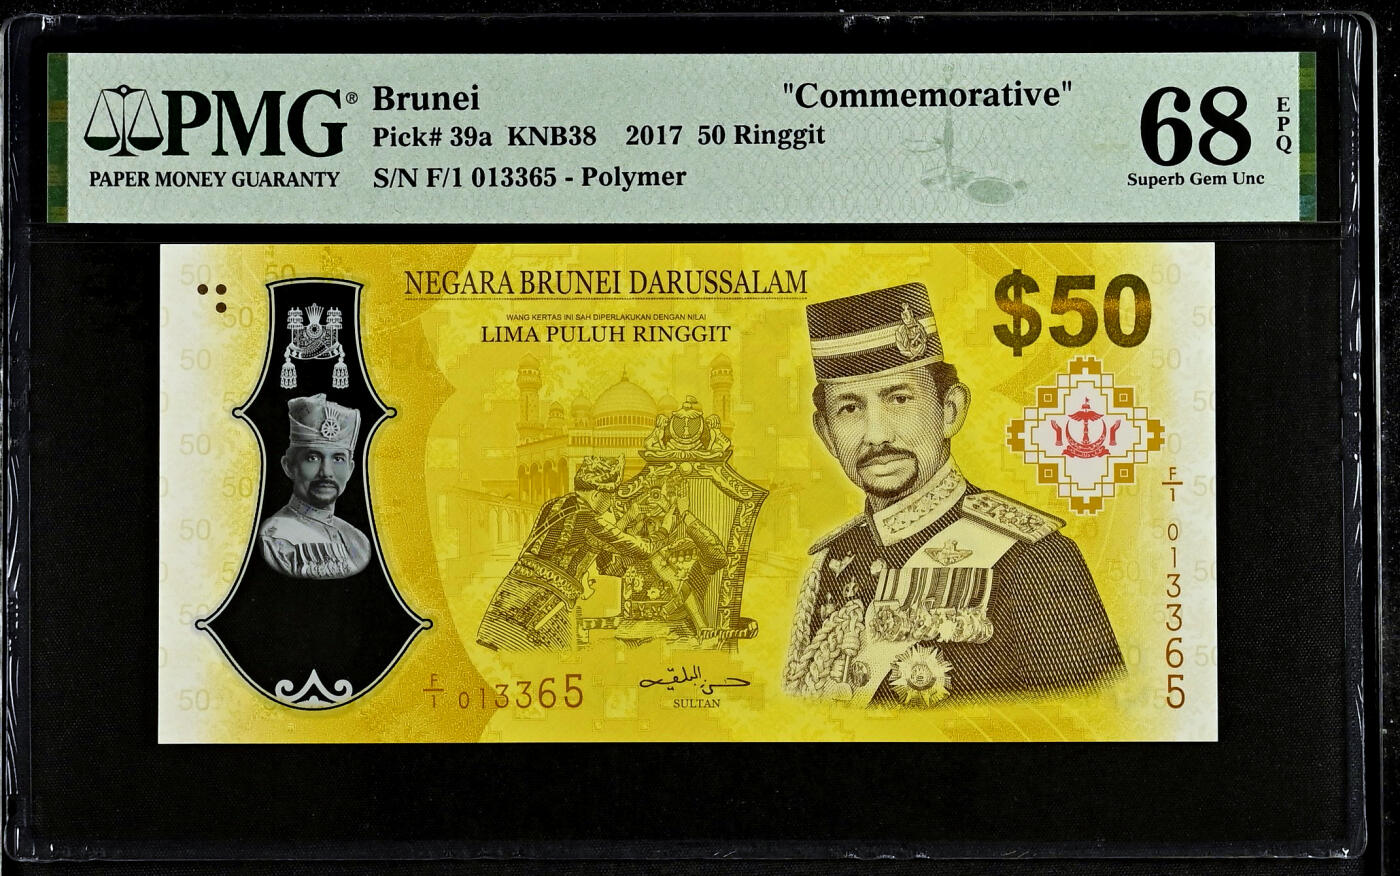 PMG®
PAPER MONEY GUARANTY
Brunei
"Commemorative"
Pick# 39a KNB38 2017 50 Ringgit
S/N F/1 013365 - Polymer
68
EPQ
Superb Gem Unc
NEGARA BRUNEI DARUSSALAM
WANG KERTAS INI SAH DIPERLAKUKAN DENGAN NILAI
LIMA PULUH RINGGIT
$50
F/1 013365
F/1 013365
SULTAN